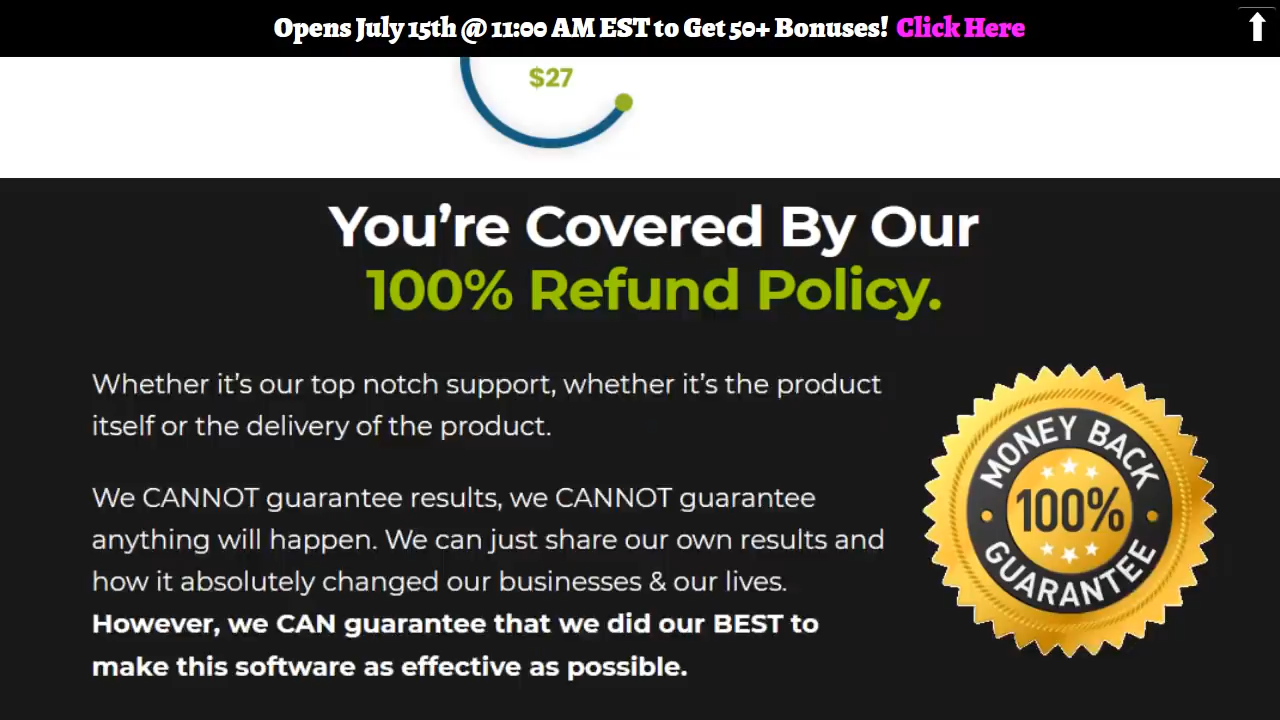 Opens July 15th @ 11:00 AM EST to Get 50+ Bonuses! Click Here
$27
You’re Covered By Our
100% Refund Policy.
Whether it’s our top notch support, whether it’s the product
itself or the delivery of the product.
We CANNOT guarantee results, we CANNOT guarantee
anything will happen. We can just share our own results and
how it absolutely changed our businesses & our lives.
However, we CAN guarantee that we did our BEST to
make this software as effective as possible.
MONEY BACK
100%
GUARANTEE